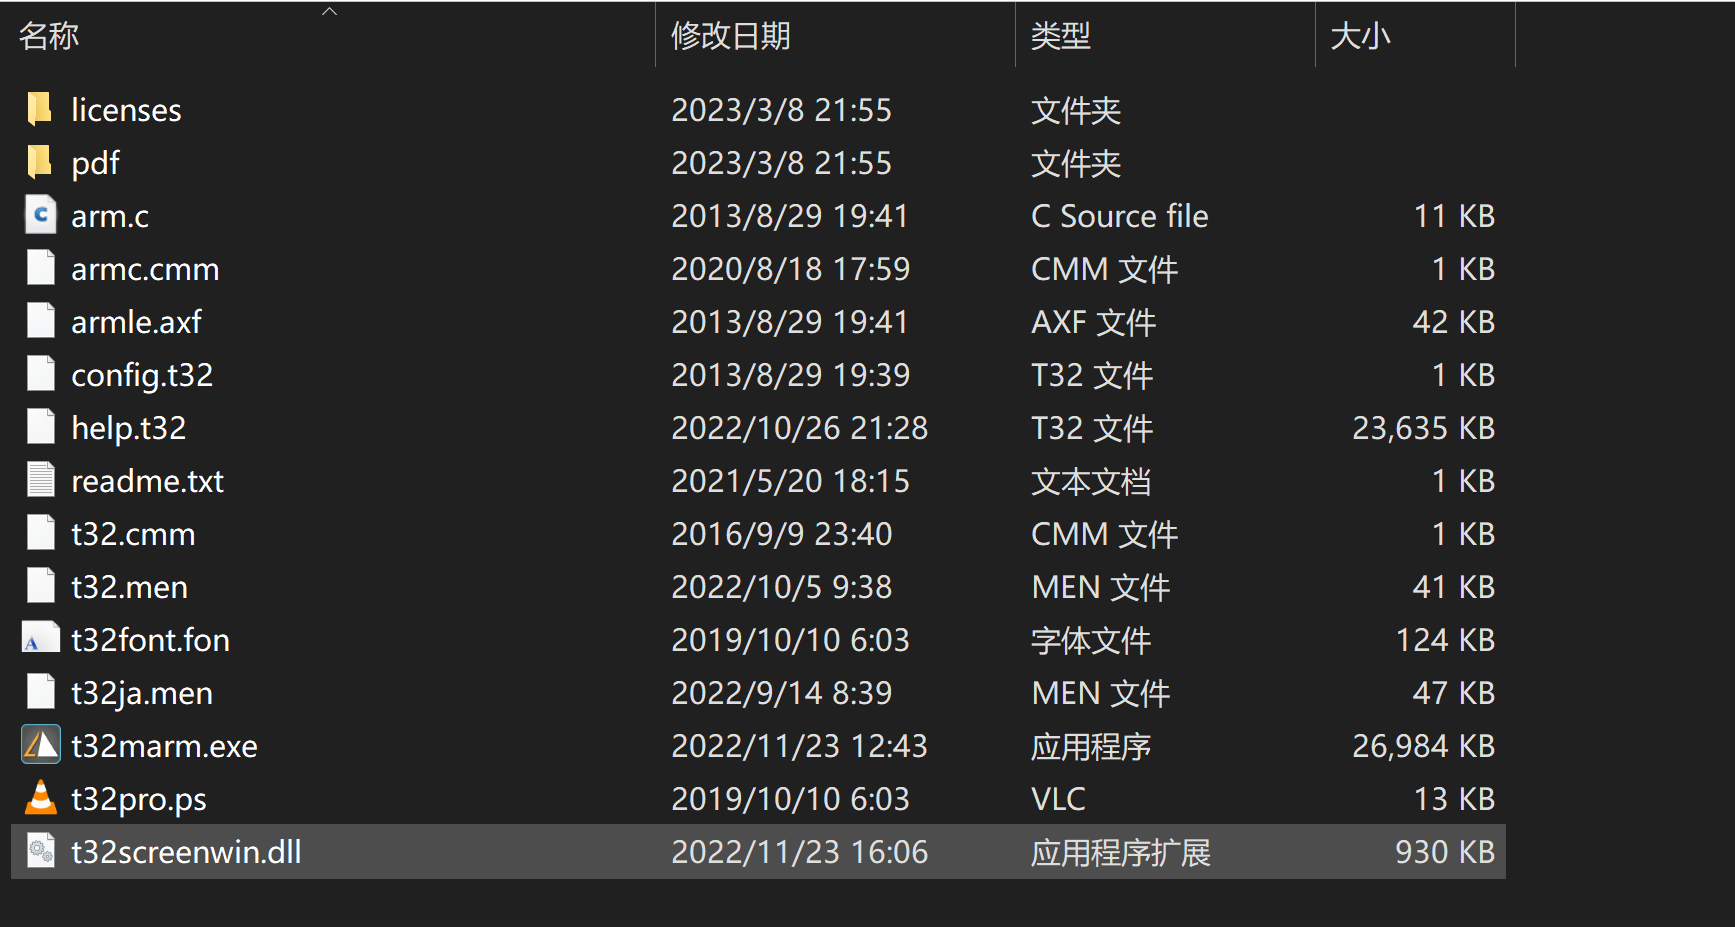 名称 修改日期 类型 大小
licenses 2023/3/8 21:55 文件夹
pdf 2023/3/8 21:55 文件夹
arm.c 2013/8/29 19:41 C Source file 11 KB
armc.cmm 2020/8/18 17:59 CMM 文件 1 KB
armle.axf 2013/8/29 19:41 AXF 文件 42 KB
config.t32 2013/8/29 19:39 T32 文件 1 KB
help.t32 2022/10/26 21:28 T32 文件 23,635 KB
readme.txt 2021/5/20 18:15 文本文档 1 KB
t32.cmm 2016/9/9 23:40 CMM 文件 1 KB
t32.men 2022/10/5 9:38 MEN 文件 41 KB
t32font.fon 2019/10/10 6:03 字体文件 124 KB
t32ja.men 2022/9/14 8:39 MEN 文件 47 KB
t32marm.exe 2022/11/23 12:43 应用程序 26,984 KB
t32pro.ps 2019/10/10 6:03 VLC 13 KB
t32screenwin.dll 2022/11/23 16:06 应用程序扩展 930 KB